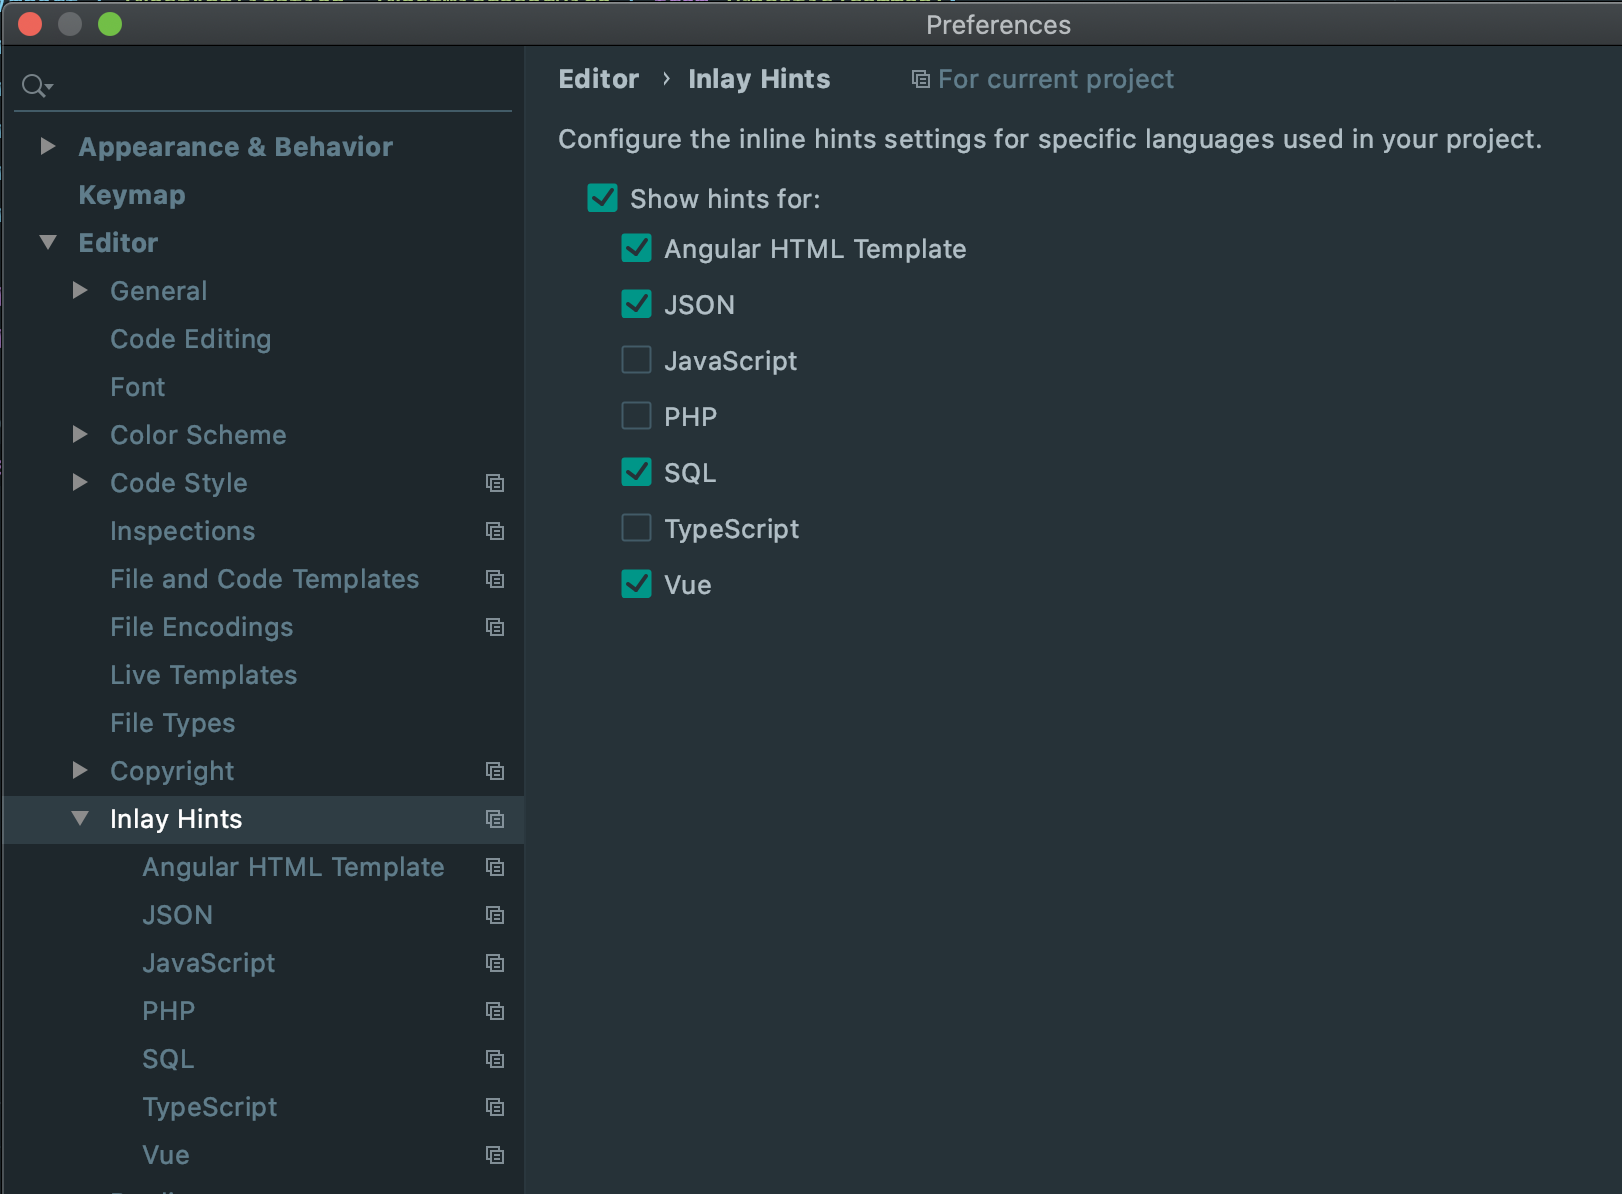 Preferences
Appearance & Behavior
Keymap
Editor
General
Code Editing
Font
Color Scheme
Code Style
Inspections
File and Code Templates
File Encodings
Live Templates
File Types
Copyright
Inlay Hints
Angular HTML Template
JSON
JavaScript
PHP
SQL
TypeScript
Vue
Editor › Inlay Hints For current project
Configure the inline hints settings for specific languages used in your project.
Show hints for:
Angular HTML Template
JSON
JavaScript
PHP
SQL
TypeScript
Vue